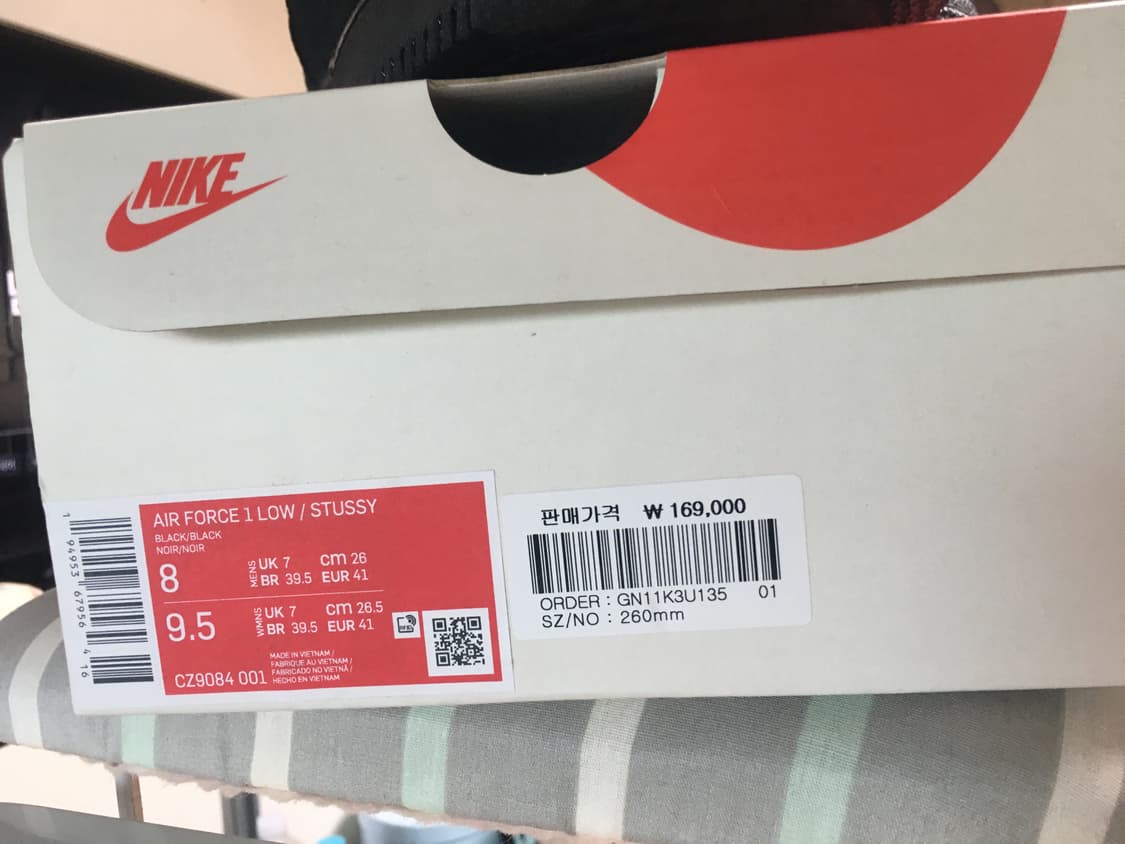 NIKE
AIR FORCE 1 LOW / STUSSY
BLACK/BLACK
NOIR/NOIR
8 MENS UK 7 cm 26
BR 39.5 EUR 41
9.5 WMNS UK 7 cm 26.5
BR 39.5 EUR 41
CZ9084 001
MADE IN VIETNAM /
FABRIQUE AU VIETNAM /
FABRICADO NO VIETNÃ /
HECHO EN VIETNAM
1 94953 67956 4 16
판매가격 ₩ 169,000
ORDER : GN11K3U135 01
SZ/NO : 260mm